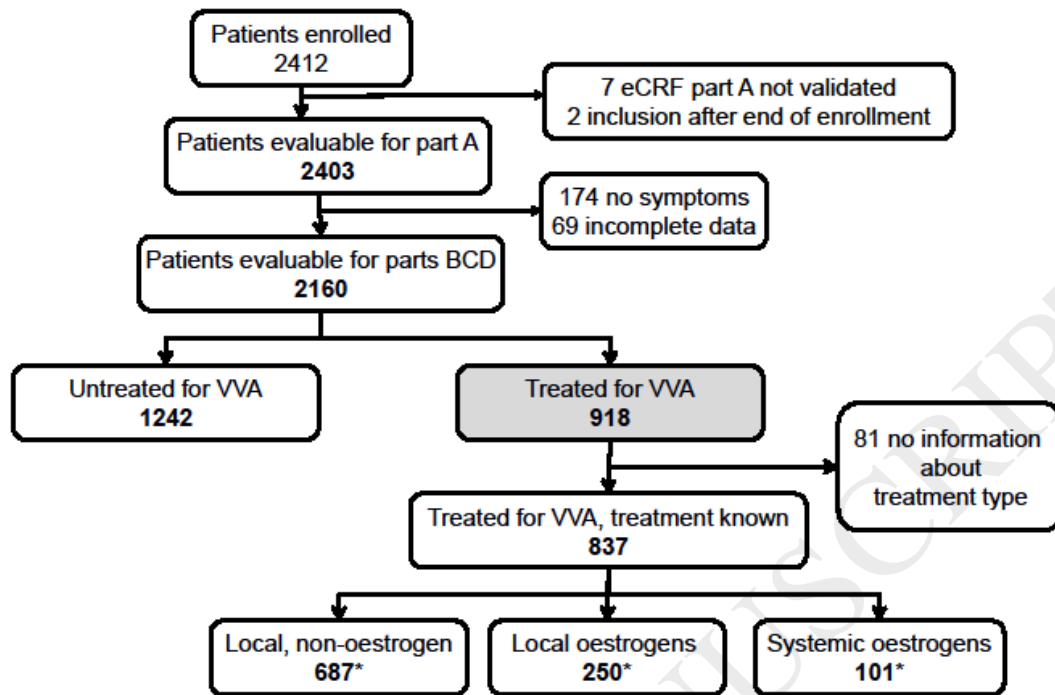 Patients enrolled
2412
7 eCRF part A not validated
2 inclusion after end of enrollment
Patients evaluable for part A
2403
174 no symptoms
69 incomplete data
Patients evaluable for parts BCD
2160
Untreated for VVA
1242
Treated for VVA
918
81 no information
about
treatment type
Treated for VVA, treatment known
837
Local, non-oestrogen
687*
Local oestrogens
250*
Systemic oestrogens
101*
USCRIPT